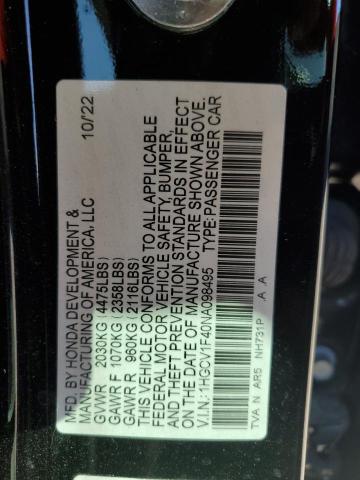 MFD. BY HONDA DEVELOPMENT &
MANUFACTURING OF AMERICA, LLC 10/'22
GVWR 2030KG (4475LBS)
GAWR F 1070KG (2358LBS)
GAWR R 960KG (2116LBS)
THIS VEHICLE CONFORMS TO ALL APPLICABLE
FEDERAL MOTOR VEHICLE SAFETY, BUMPER,
AND THEFT PREVENTION STANDARDS IN EFFECT
ON THE DATE OF MANUFACTURE SHOWN ABOVE.
V.I.N.: 1HGCV1F40NA098495 TYPE:PASSENGER CAR
TVA N AR5 NH731P A A